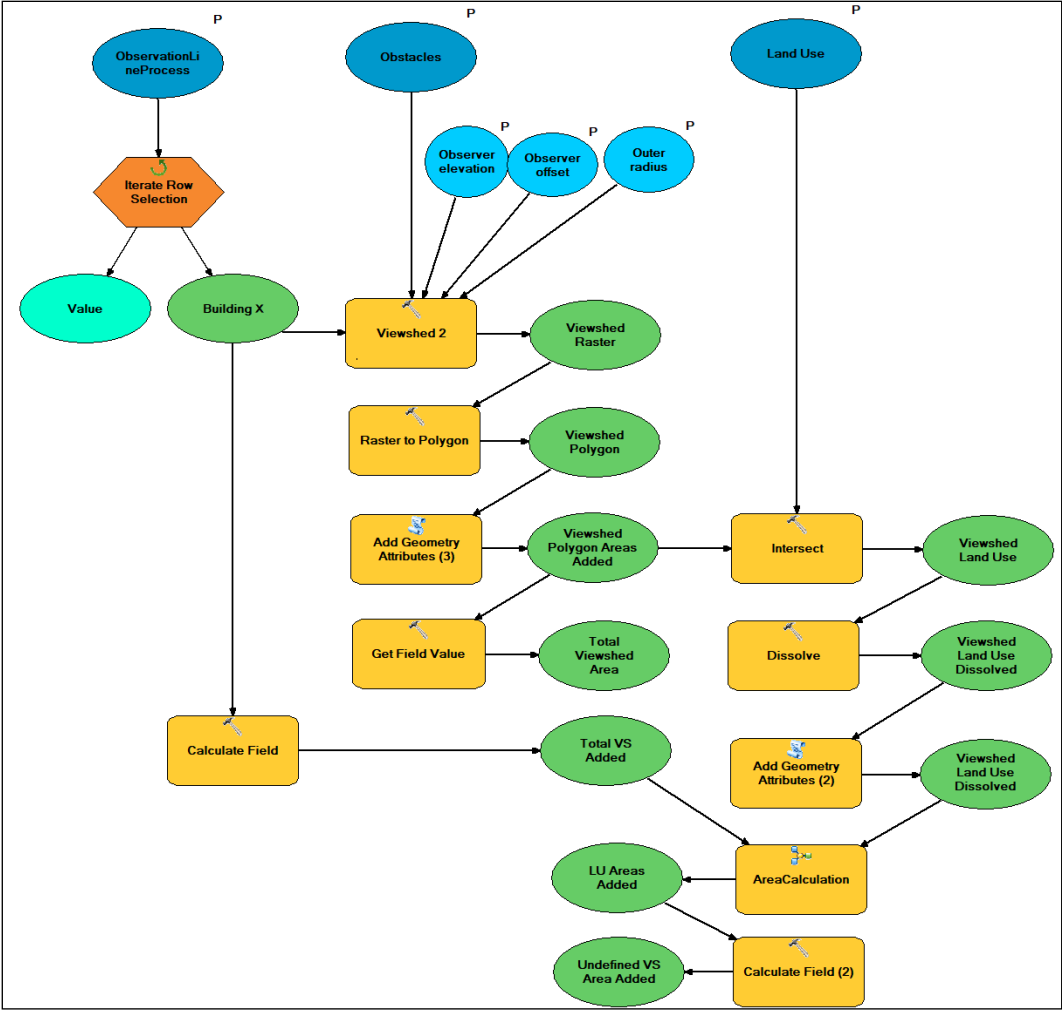 P
P
P
ObservationLi
neProcess
Obstacles
Land Use
P
P
P
Observer
elevation
Observer
offset
Outer
radius
Iterate Row
Selection
Value
Building X
Viewshed 2
Viewshed
Raster
Raster to Polygon
Viewshed
Polygon
Add Geometry
Attributes (3)
Viewshed
Polygon Areas
Added
Intersect
Viewshed
Land Use
Get Field Value
Total
Viewshed
Area
Dissolve
Viewshed
Land Use
Dissolved
Calculate Field
Total VS
Added
Add Geometry
Attributes (2)
Viewshed
Land Use
Dissolved
LU Areas
Added
AreaCalculation
Undefined VS
Area Added
Calculate Field (2)